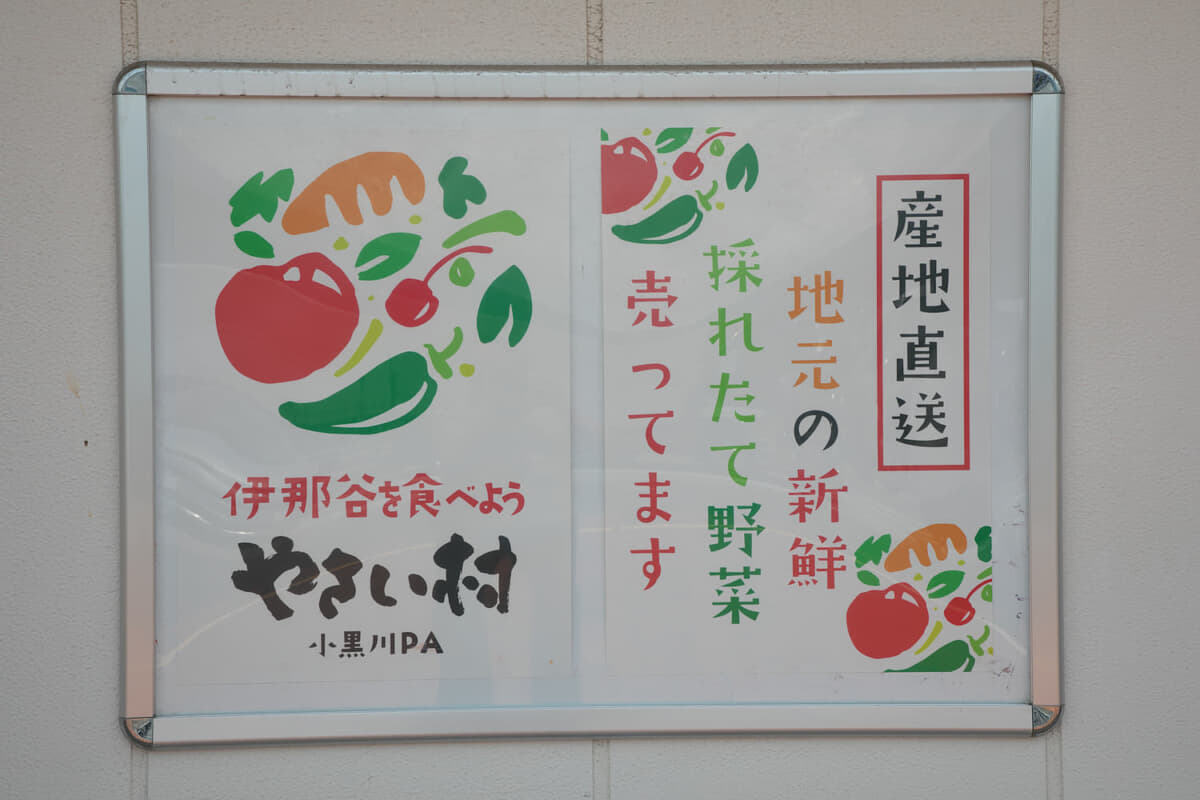 伊那谷を食べよう
やさい村
小黒川PA
産地直送
地元の新鮮
採れたて野菜
売ってます